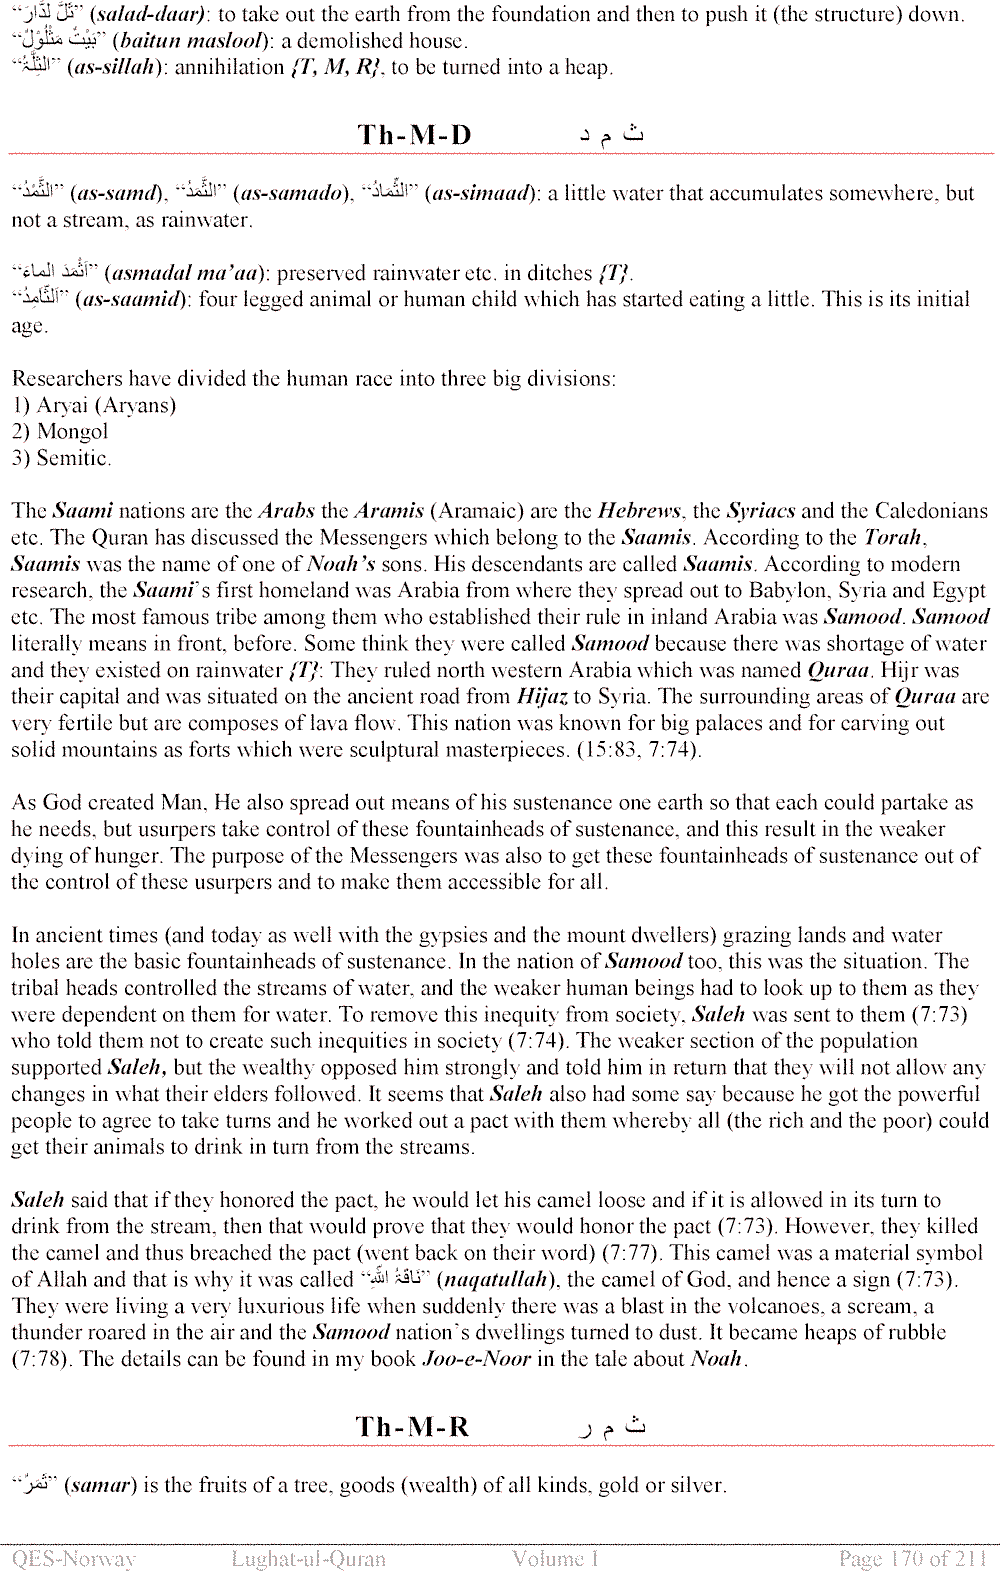 “ثَلَّ لدَّارَ” (salad-daar): to take out the earth from the foundation and then to push it (the structure) down.
“بَيْتٌ مَثْلُوْلٌ” (baitun maslool): a demolished house.
“الثِّلَّةُ” (as-sillah): annihilation {T, M, R}, to be turned into a heap.
Th-M-D ث م د
“الثَّمْدُ” (as-samd), “الثَّمَدُ” (as-samado), “الثِّمَادُ” (as-simaad): a little water that accumulates somewhere, but
not a stream, as rainwater.
“اَثْمَدَ الماءَ” (asmadal ma’aa): preserved rainwater etc. in ditches {T}.
“اَلثَّامِدُ” (as-saamid): four legged animal or human child which has started eating a little. This is its initial
age.
Researchers have divided the human race into three big divisions:
1) Aryai (Aryans)
2) Mongol
3) Semitic.
The Saami nations are the Arabs the Aramis (Aramaic) are the Hebrews, the Syriacs and the Caledonians
etc. The Quran has discussed the Messengers which belong to the Saamis. According to the Torah,
Saamis was the name of one of Noah’s sons. His descendants are called Saamis. According to modern
research, the Saami’s first homeland was Arabia from where they spread out to Babylon, Syria and Egypt
etc. The most famous tribe among them who established their rule in inland Arabia was Samood. Samood
literally means in front, before. Some think they were called Samood because there was shortage of water
and they existed on rainwater {T}: They ruled north western Arabia which was named Quraa. Hijr was
their capital and was situated on the ancient road from Hijaz to Syria. The surrounding areas of Quraa are
very fertile but are composes of lava flow. This nation was known for big palaces and for carving out
solid mountains as forts which were sculptural masterpieces. (15:83, 7:74).
As God created Man, He also spread out means of his sustenance one earth so that each could partake as
he needs, but usurpers take control of these fountainheads of sustenance, and this result in the weaker
dying of hunger. The purpose of the Messengers was also to get these fountainheads of sustenance out of
the control of these usurpers and to make them accessible for all.
In ancient times (and today as well with the gypsies and the mount dwellers) grazing lands and water
holes are the basic fountainheads of sustenance. In the nation of Samood too, this was the situation. The
tribal heads controlled the streams of water, and the weaker human beings had to look up to them as they
were dependent on them for water. To remove this inequity from society, Saleh was sent to them (7:73)
who told them not to create such inequities in society (7:74). The weaker section of the population
supported Saleh, but the wealthy opposed him strongly and told him in return that they will not allow any
changes in what their elders followed. It seems that Saleh also had some say because he got the powerful
people to agree to take turns and he worked out a pact with them whereby all (the rich and the poor) could
get their animals to drink in turn from the streams.
Saleh said that if they honored the pact, he would let his camel loose and if it is allowed in its turn to
drink from the stream, then that would prove that they would honor the pact (7:73). However, they killed
the camel and thus breached the pact (went back on their word) (7:77). This camel was a material symbol
of Allah and that is why it was called “نَاقَةُ اللّٰهِ” (naqatullah), the camel of God, and hence a sign (7:73).
They were living a very luxurious life when suddenly there was a blast in the volcanoes, a scream, a
thunder roared in the air and the Samood nation’s dwellings turned to dust. It became heaps of rubble
(7:78). The details can be found in my book Joo-e-Noor in the tale about Noah.
Th-M-R ث م ر
“ثَمَرٌ” (samar) is the fruits of a tree, goods (wealth) of all kinds, gold or silver.
QES-Norway Lughat-ul-Quran Volume I Page 170 of 211